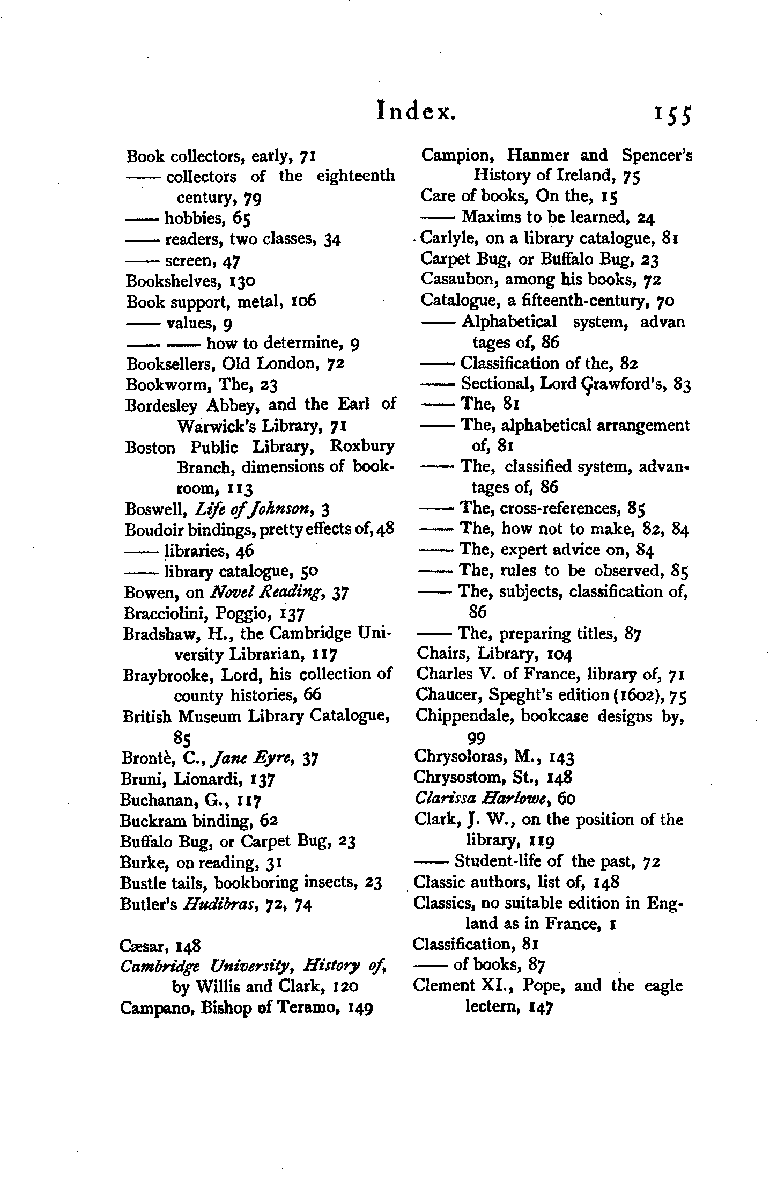 Index. 155
Book collectors, early, 71
—— collectors of the eighteenth
century, 79
—— hobbies, 65
—— readers, two classes, 34
—— screen, 47
Bookshelves, 130
Book support, metal, 106
—— values, 9
—— —— how to determine, 9
Booksellers, Old London, 72
Bookworm, The, 23
Bordesley Abbey, and the Earl of
Warwick's Library, 71
Boston Public Library, Roxbury
Branch, dimensions of book-
room, 113
Boswell, Life of Johnson, 3
Boudoir bindings, pretty effects of, 48
—— libraries, 46
—— library catalogue, 50
Bowen, on Novel Reading, 37
Bracciolini, Poggio, 137
Bradshaw, H., the Cambridge Uni-
versity Librarian, 117
Braybrooke, Lord, his collection of
county histories, 66
British Museum Library Catalogue,
85
Brontè, C., Jane Eyre, 37
Bruni, Lionardi, 137
Buchanan, G., 117
Buckram binding, 62
Buffalo Bug, or Carpet Bug, 23
Burke, on reading, 31
Bustle tails, bookboring insects, 23
Butler's Hudibras, 72, 74
Cæsar, 148
Cambridge University, History of,
by Willis and Clark, 120
Campano, Bishop of Teramo, 149
Campion, Hanmer and Spencer's
History of Ireland, 75
Care of books, On the, 15
—— Maxims to be learned, 24
Carlyle, on a library catalogue, 81
Carpet Bug, or Buffalo Bug, 23
Casaubon, among his books, 72
Catalogue, a fifteenth-century, 70
—— Alphabetical system, advan
tages of, 86
—— Classification of the, 82
—— Sectional, Lord Crawford's, 83
—— The, 81
—— The, alphabetical arrangement
of, 81
—— The, classified system, advan-
tages of, 86
—— The, cross-references, 85
—— The, how not to make, 82, 84
—— The, expert advice on, 84
—— The, rules to be observed, 85
—— The, subjects, classification of,
86
—— The, preparing titles, 87
Chairs, Library, 104
Charles V. of France, library of, 71
Chaucer, Speght's edition (1602), 75
Chippendale, bookcase designs by,
99
Chrysoloras, M., 143
Chrysostom, St., 148
Clarissa Harlowe, 60
Clark, J. W., on the position of the
library, 119
—— Student-life of the past, 72
Classic authors, list of, 148
Classics, no suitable edition in Eng-
land as in France, 1
Classification, 81
—— of books, 87
Clement XI., Pope, and the eagle
lectern, 147